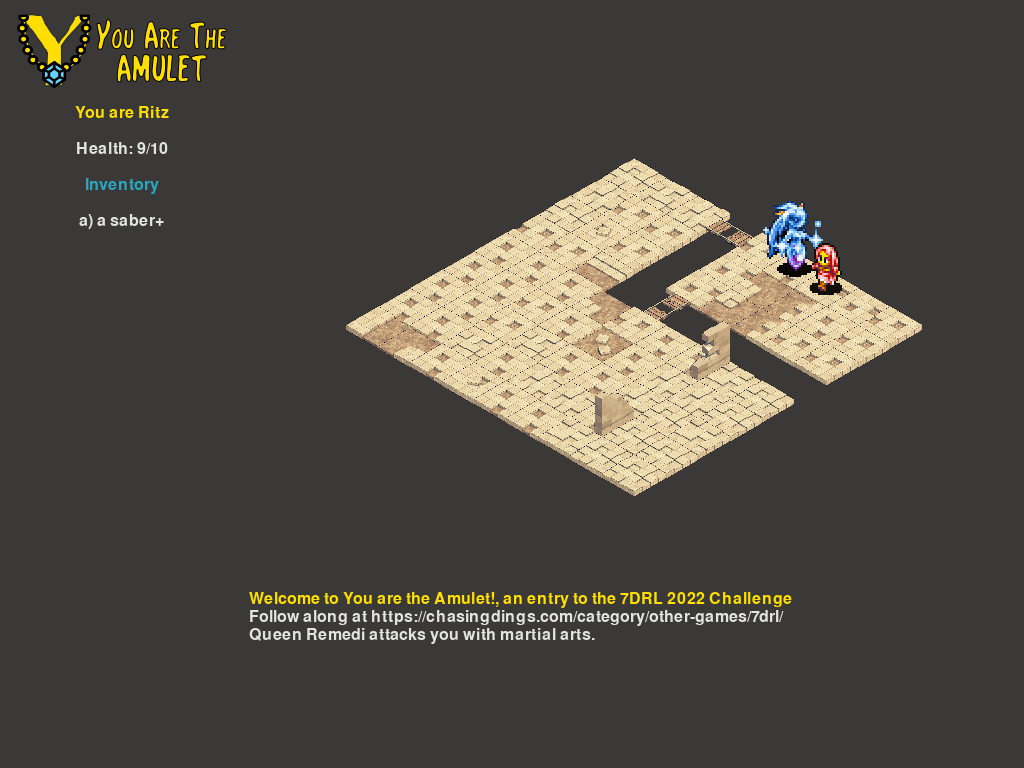 You Are The
AMULET
You are Ritz
Health: 9/10
Inventory
a) a saber+
Welcome to You are the Amulet!, an entry to the 7DRL 2022 Challenge
Follow along at https://chasingdings.com/category/other-games/7drl/
Queen Remedi attacks you with martial arts.